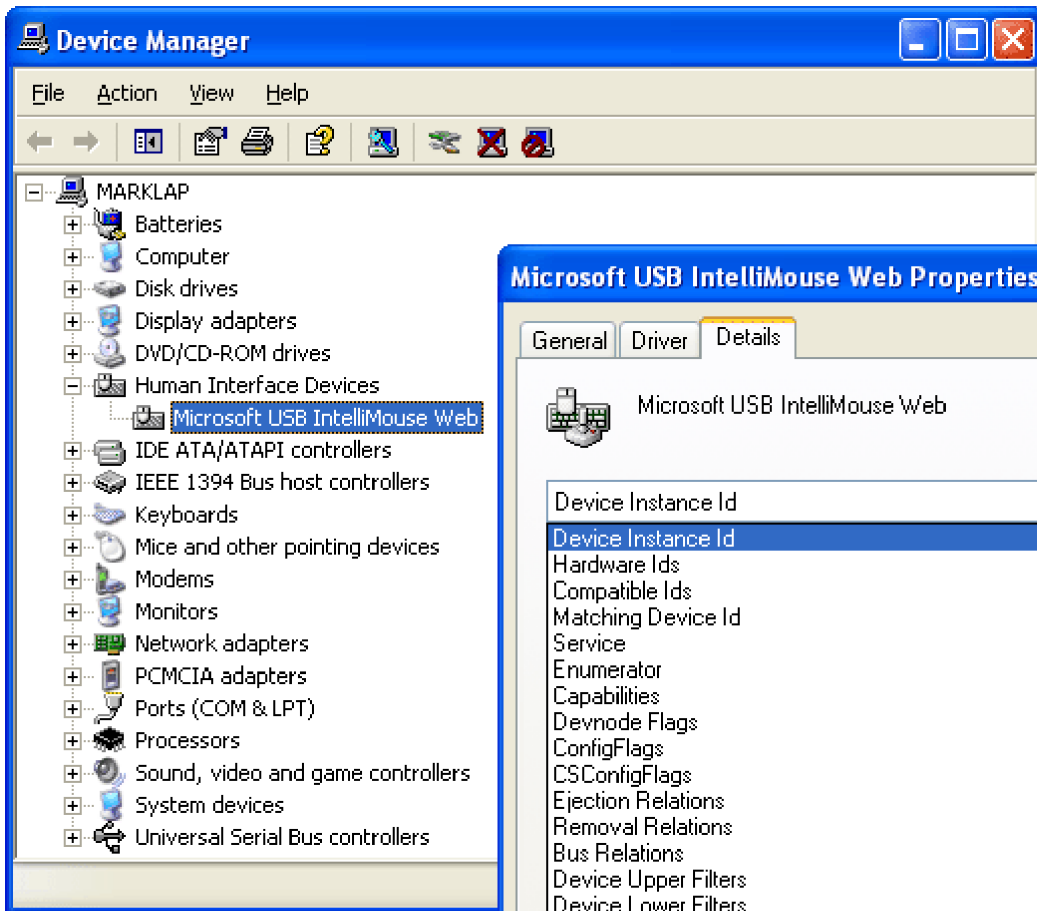 Device Manager
File Action View Help
MARKLAP
Batteries
Computer
Disk drives
Display adapters
DVD/CD-ROM drives
Human Interface Devices
Microsoft USB IntelliMouse Web
IDE ATA/ATAPI controllers
IEEE 1394 Bus host controllers
Keyboards
Mice and other pointing devices
Modems
Monitors
Network adapters
PCMCIA adapters
Ports (COM & LPT)
Processors
Sound, video and game controllers
System devices
Universal Serial Bus controllers
Microsoft USB IntelliMouse Web Properties
General Driver Details
Microsoft USB IntelliMouse Web
Device Instance Id
Device Instance Id
Hardware Ids
Compatible Ids
Matching Device Id
Service
Enumerator
Capabilities
Devnode Flags
ConfigFlags
CSConfigFlags
Ejection Relations
Removal Relations
Bus Relations
Device Upper Filters
Device Lower Filters